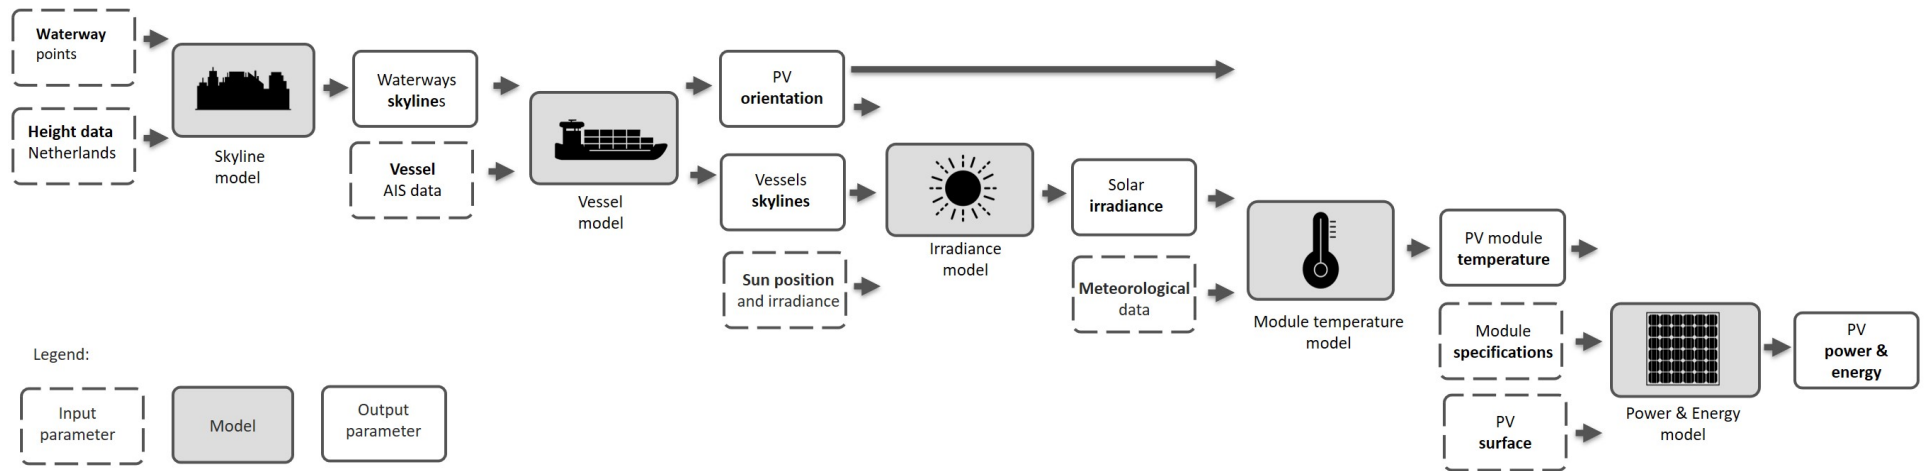 Waterway
points
Height data
Netherlands
Skyline
model
Waterways
skylines
Vessel
AIS data
Vessel
model
PV
orientation
Vessels
skylines
Sun position
and irradiance
Irradiance
model
Solar
irradiance
Meteorological
data
Module temperature
model
PV module
temperature
Module
specifications
PV
surface
Power & Energy
model
PV
power &
energy
Legend:
Input
parameter
Model
Output
parameter